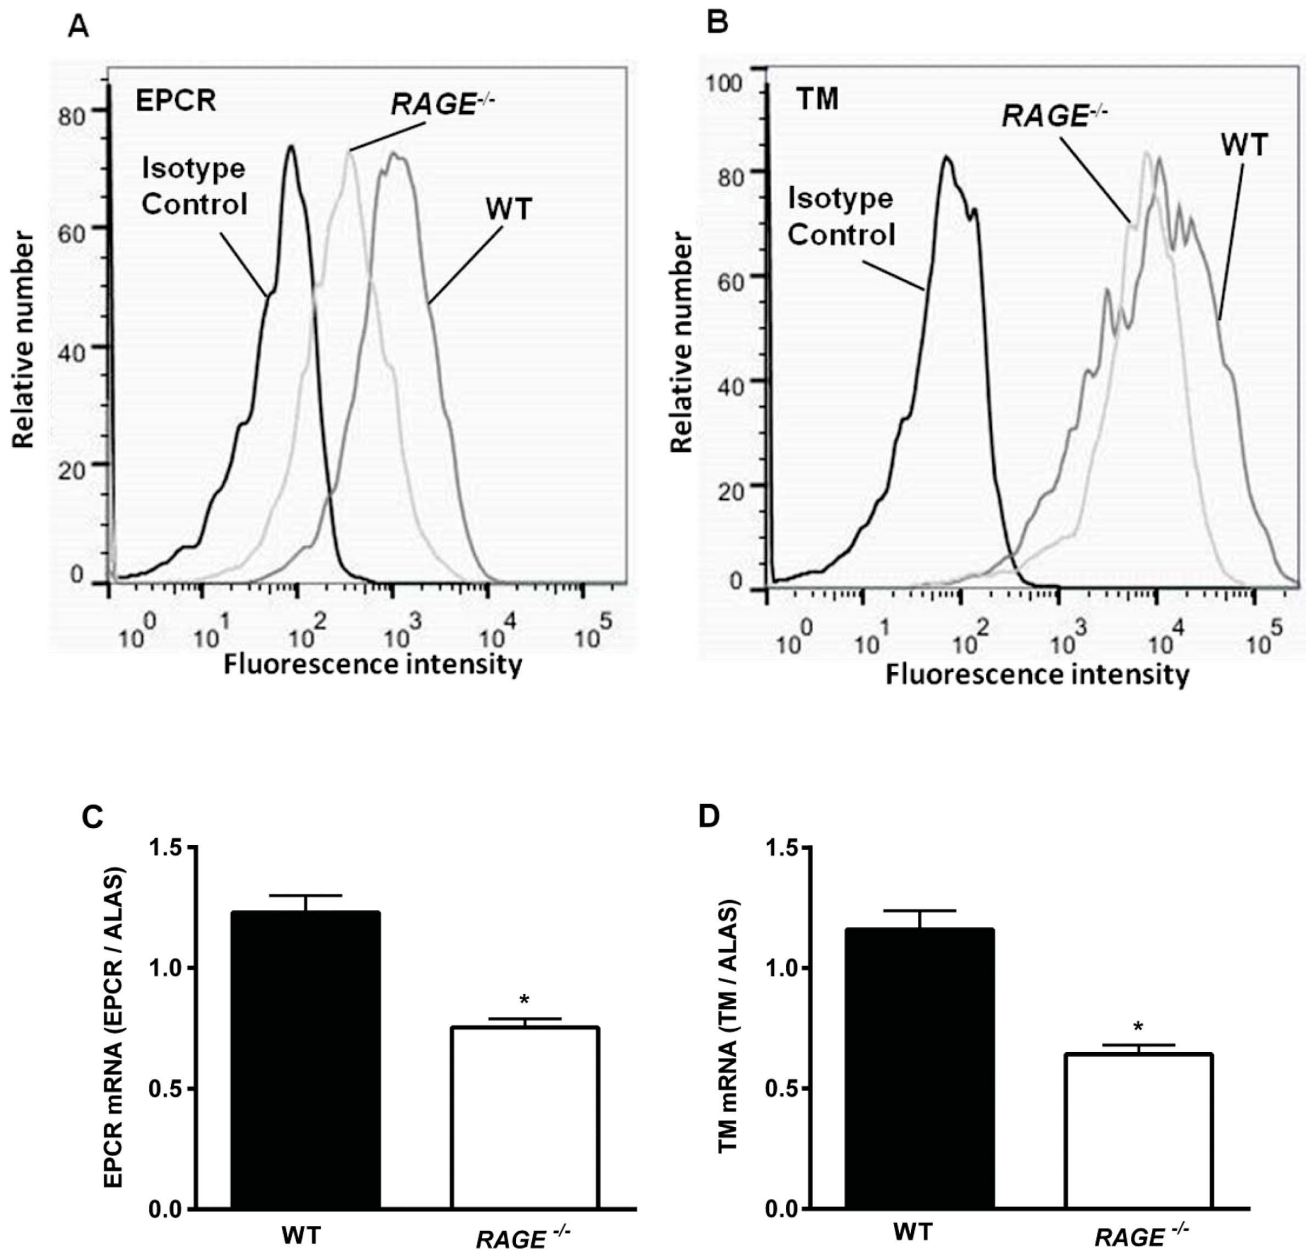 A
EPCR
RAGE-/-
Isotype
Control
WT
Relative number
80
60
40
20
0
10^0 10^1 10^2 10^3 10^4 10^5
Fluorescence intensity
B
TM
RAGE-/-
WT
Isotype
Control
Relative number
100
80
60
40
20
0
10^0 10^1 10^2 10^3 10^4 10^5
Fluorescence intensity
C
EPCR mRNA (EPCR / ALAS)
1.5
1.0
0.5
0.0
*
WT
RAGE -/-
D
TM mRNA (TM / ALAS)
1.5
1.0
0.5
0.0
*
WT
RAGE -/-